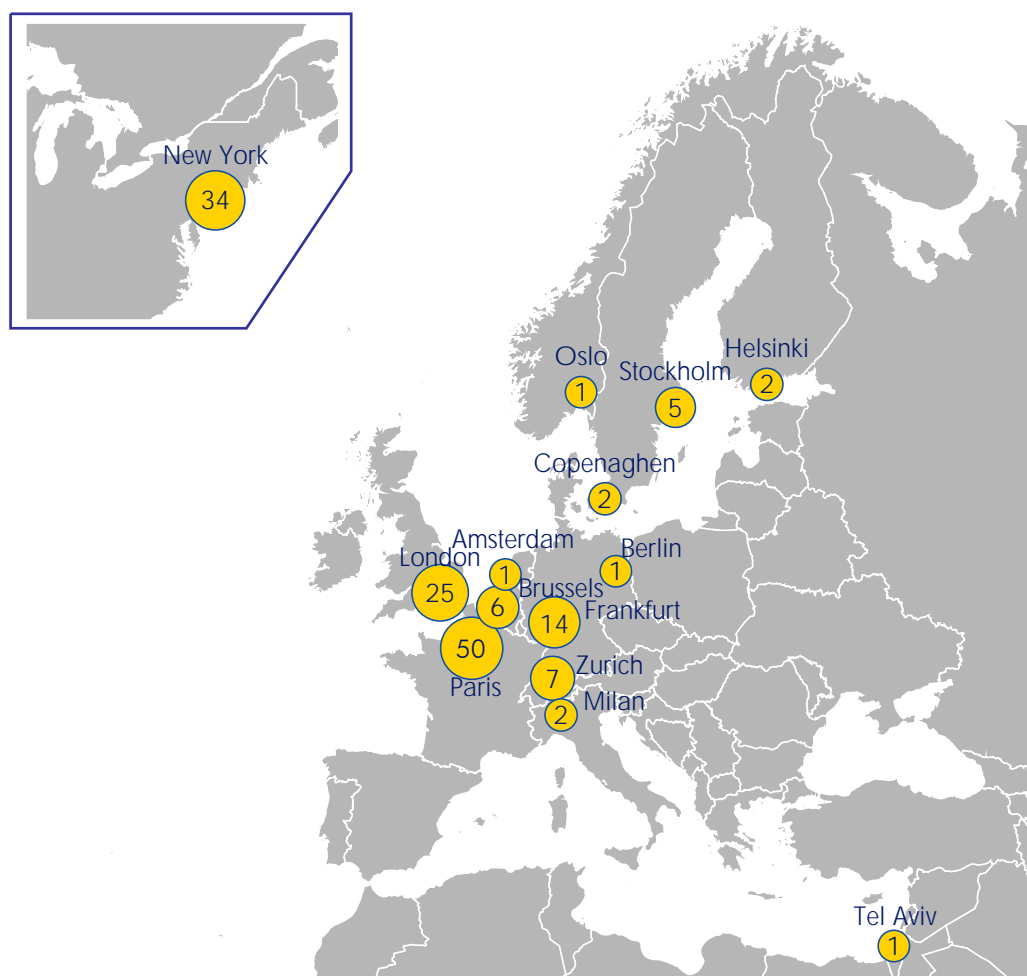 New York
34
Oslo
1
Stockholm
5
Helsinki
2
Copenaghen
2
Amsterdam
1
London
25
Berlin
1
Brussels
6
Frankfurt
14
50
Paris
Zurich
7
Milan
2
Tel Aviv
1